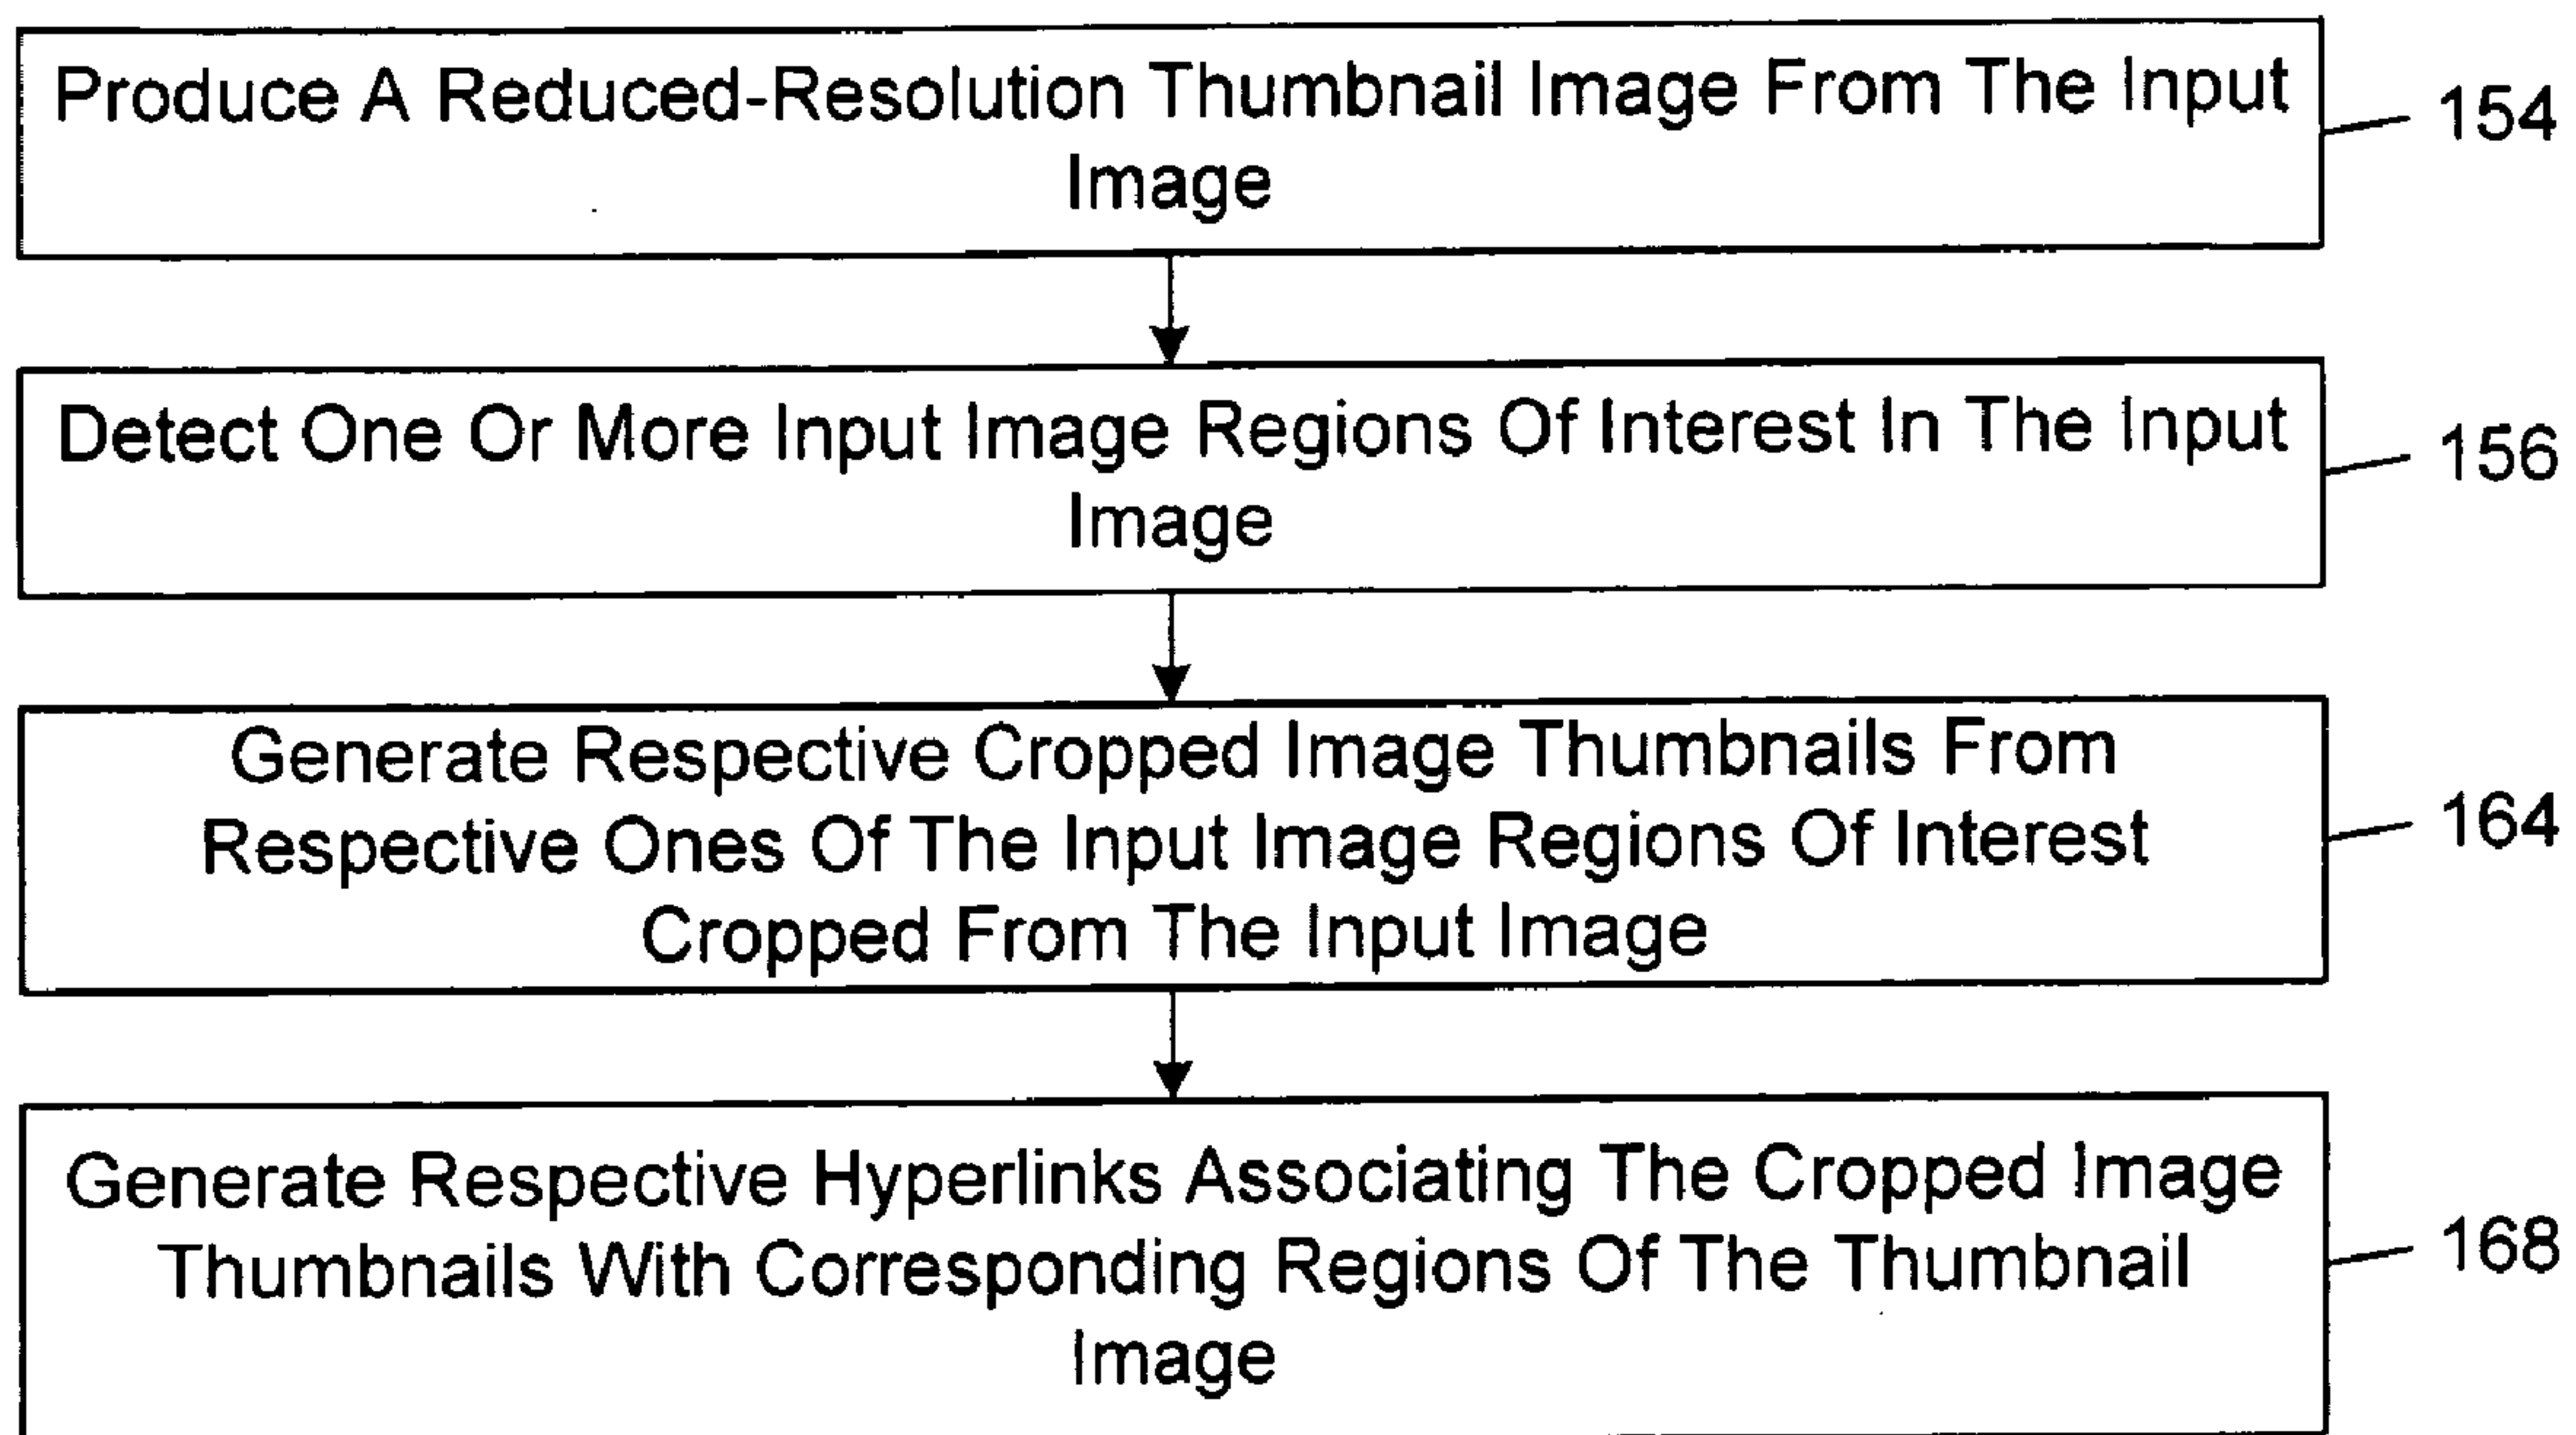 Produce A Reduced-Resolution Thumbnail Image From The Input
Image
154
Detect One Or More Input Image Regions Of Interest In The Input
Image
156
Generate Respective Cropped Image Thumbnails From
Respective Ones Of The Input Image Regions Of Interest
Cropped From The Input Image
164
Generate Respective Hyperlinks Associating The Cropped Image
Thumbnails With Corresponding Regions Of The Thumbnail
Image
168